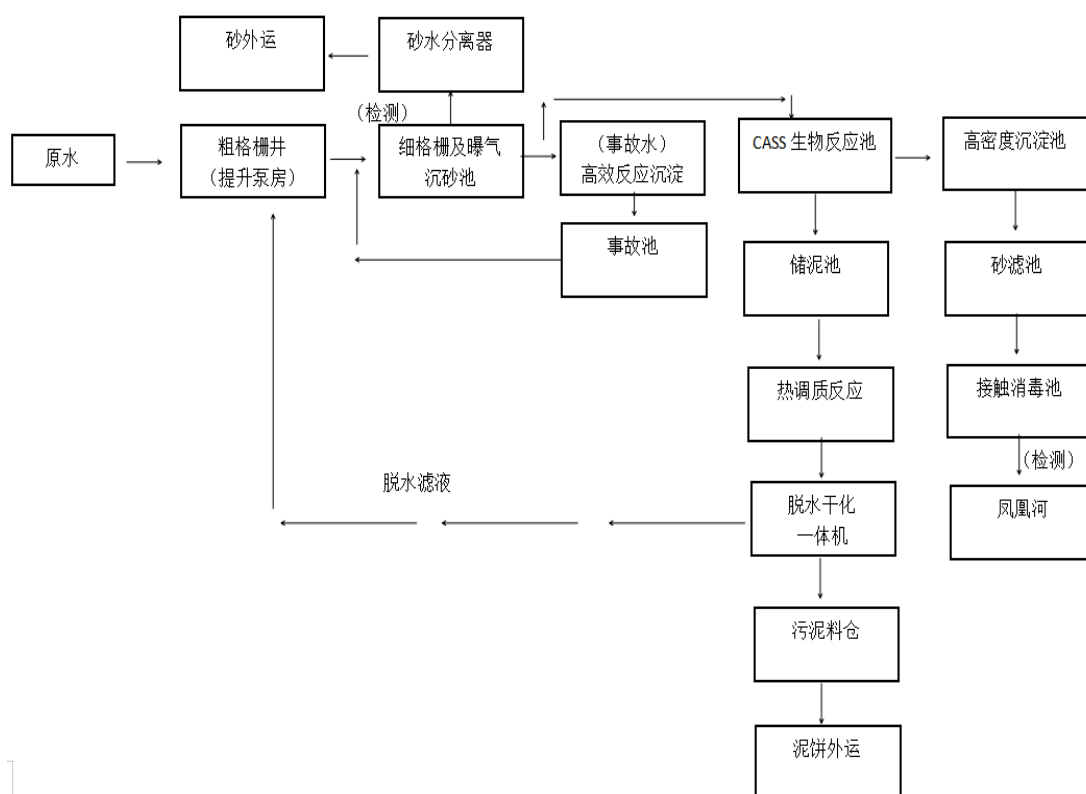 砂外运
砂水分离器
（检测）
原水
粗格栅井
（提升泵房）
细格栅及曝气
沉砂池
（事故水）
高效反应沉淀
CASS 生物反应池
高密度沉淀池
事故池
储泥池
砂滤池
热调质反应
接触消毒池
（检测）
脱水滤液
脱水干化
一体机
凤凰河
污泥料仓
泥饼外运